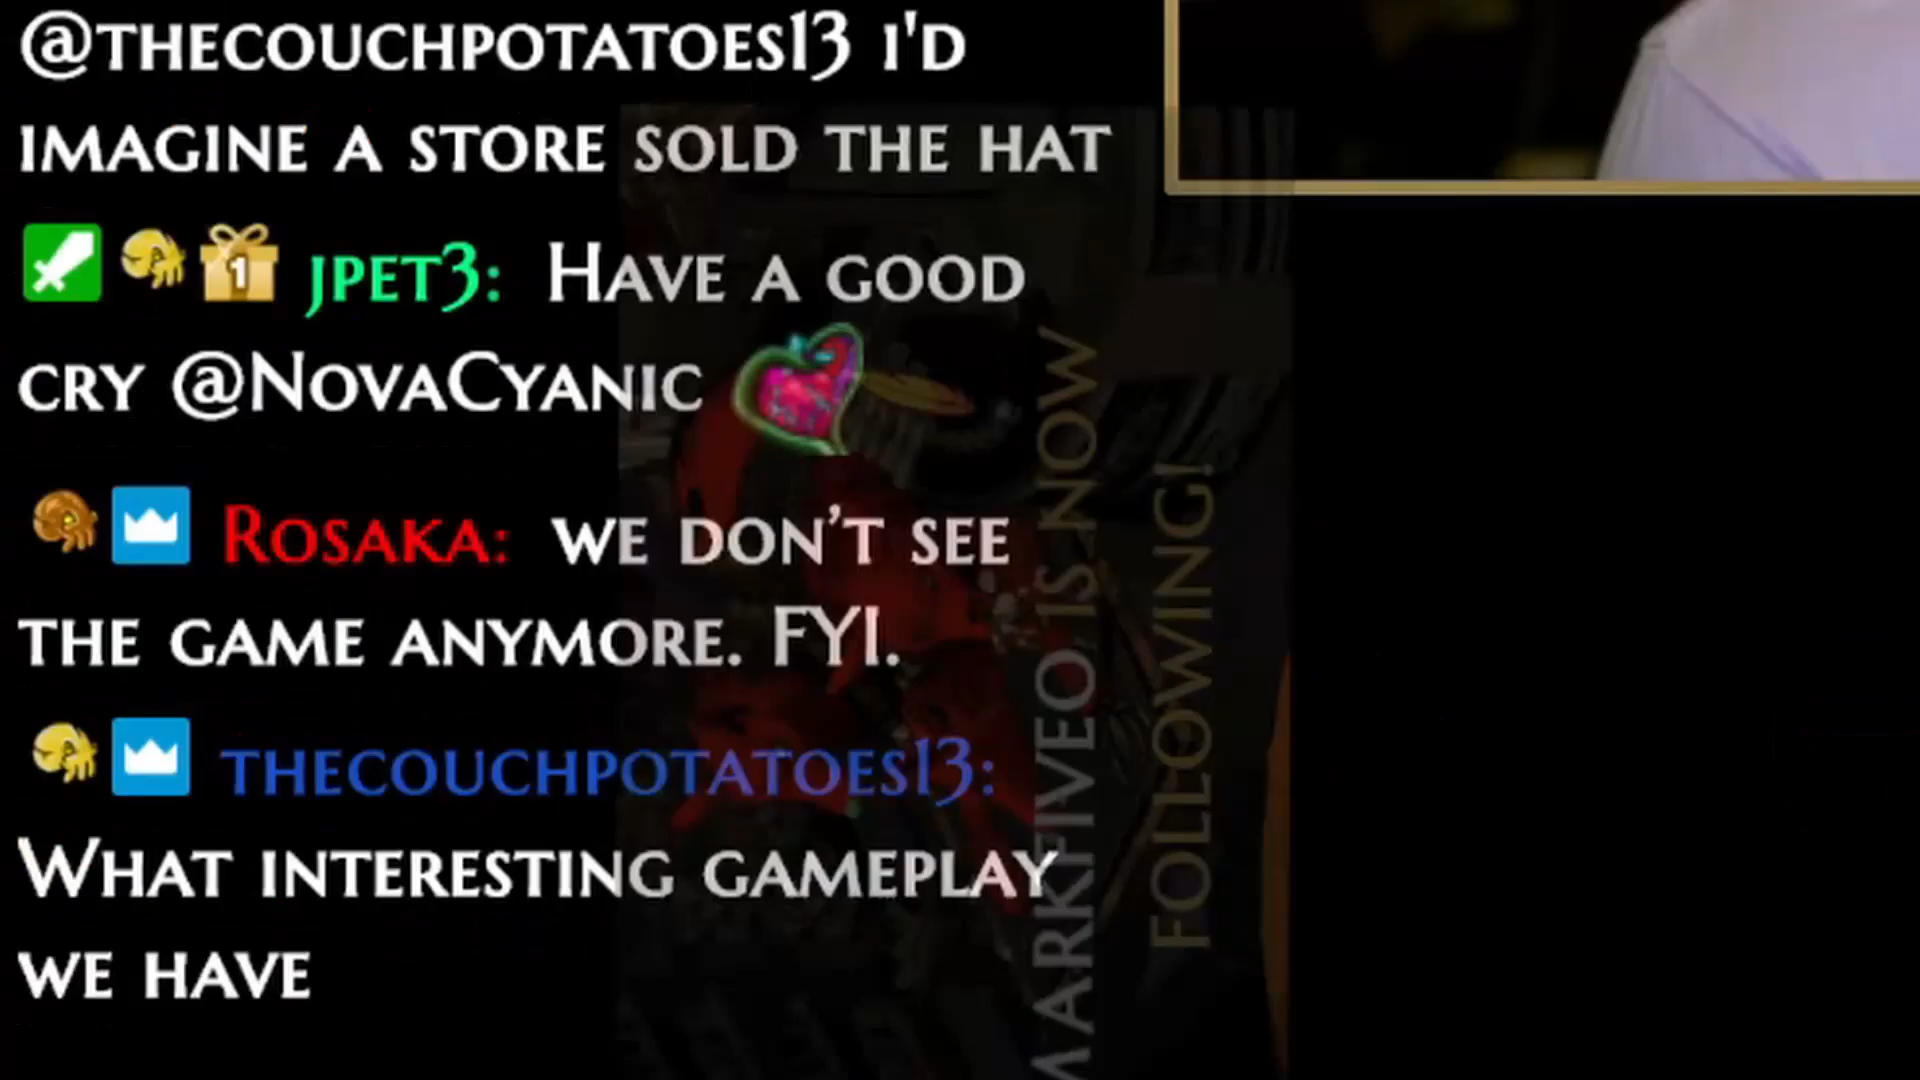 @thecouchpotatoes13 i'd
imagine a store sold the hat
1 jpet3: Have a good
cry @NovaCyanic
Rosaka: we don't see
the game anymore. FYI.
thecouchpotatoes13:
What interesting gameplay
we have
MARKFIVEO IS NOW
FOLLOWING!